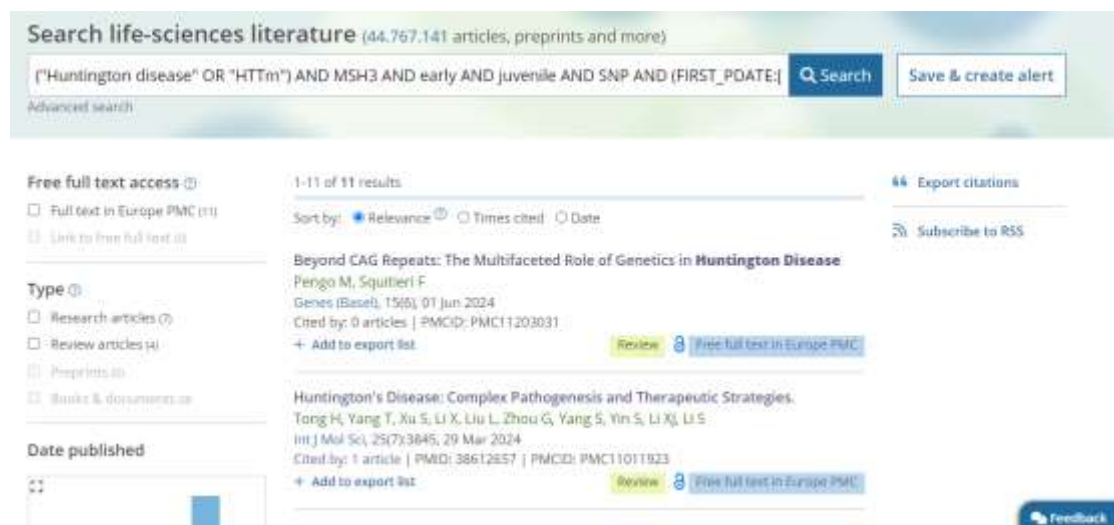 Search life-sciences literature (44.767.141 articles, preprints and more)
("Huntington disease" OR "HTTm") AND MSH3 AND early AND juvenile AND SNP AND (FIRST_PDATE:[
Search
Save & create alert
Advanced search
Free full text access
Full text in Europe PMC (11)
Link to free full text (0)
Type
Research articles (7)
Review articles (4)
Preprints (0)
Books & documents (0)
Date published
1-11 of 11 results
Sort by: Relevance Times cited Date
Beyond CAG Repeats: The Multifaceted Role of Genetics in Huntington Disease
Pengo M, Squitieri F
Genes (Basel), 15(6), 01 Jun 2024
Cited by: 0 articles | PMCID: PMC11203031
+ Add to export list
Review
Free full text in Europe PMC
Huntington's Disease: Complex Pathogenesis and Therapeutic Strategies.
Tong H, Yang T, Xu S, Li X, Liu L, Zhou G, Yang S, Yin S, Li XJ, Li S
Int J Mol Sci, 25(7):3845, 29 Mar 2024
Cited by: 1 article | PMID: 38612657 | PMCID: PMC11011923
+ Add to export list
Review
Free full text in Europe PMC
Export citations
Subscribe to RSS
Feedback